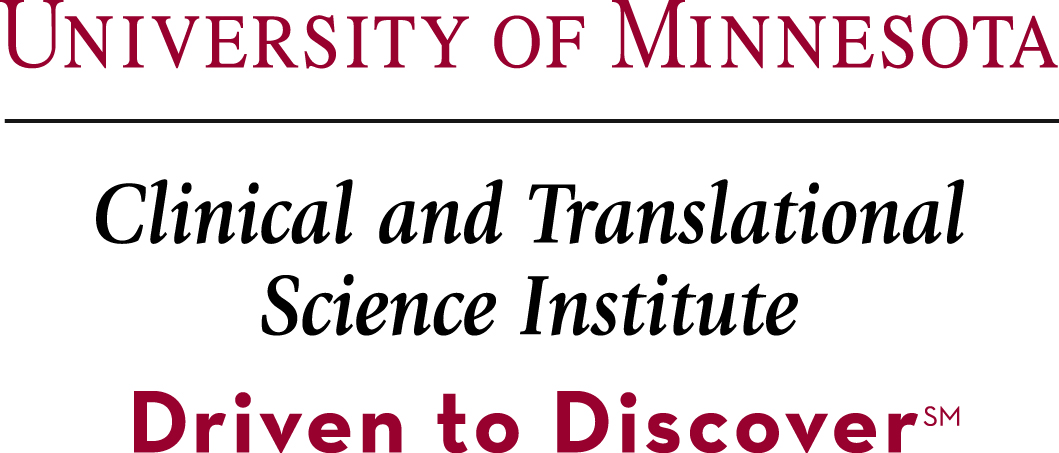 UNIVERSITY OF MINNESOTA
Clinical and Translational
Science Institute
Driven to Discover℠